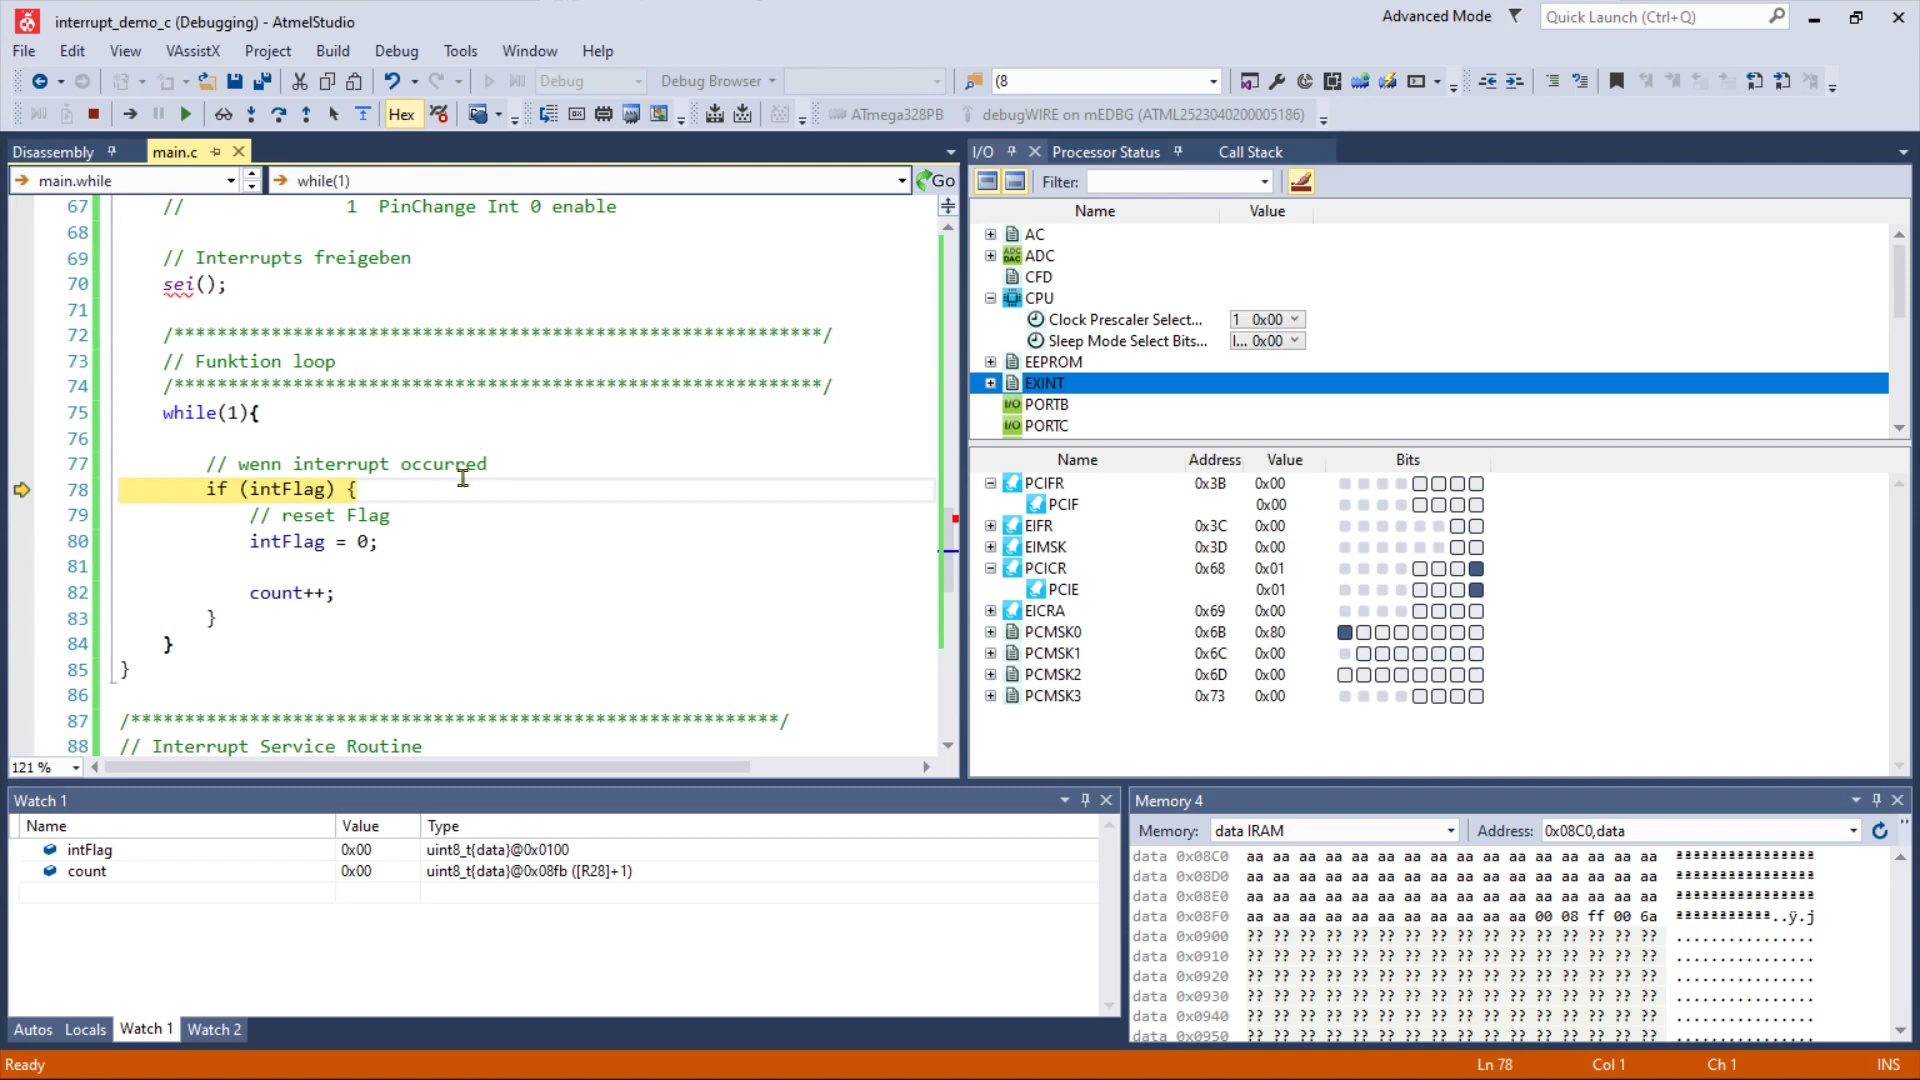 interrupt_demo_c (Debugging) - AtmelStudio
Advanced Mode
Quick Launch (Ctrl+Q)
File Edit View VAssistX Project Build Debug Tools Window Help
Debug Debug Browser (8
Hex ATmega328PB debugWIRE on mEDBG (ATML2523040200005186)
Disassembly main.c
main.while while(1) Go
67 // 1 PinChange Int 0 enable
68
69 // Interrupts freigeben
70 sei();
71
72 /************************************************************/
73 // Funktion loop
74 /************************************************************/
75 while(1){
76
77 // wenn interrupt occurred
78 if (intFlag) {
79 // reset Flag
80 intFlag = 0;
81
82 count++;
83 }
84 }
85 }
86
87 /************************************************************/
88 // Interrupt Service Routine
121 %
I/O Processor Status Call Stack
Filter:
Name Value
AC
ADC DAC ADC
CFD
CPU
Clock Prescaler Select... 1 0x00
Sleep Mode Select Bits... I... 0x00
EEPROM
EXINT
I/O PORTB
I/O PORTC
Name Address Value Bits
PCIFR 0x3B 0x00
PCIF 0x00
EIFR 0x3C 0x00
EIMSK 0x3D 0x00
PCICR 0x68 0x01
PCIE 0x01
EICRA 0x69 0x00
PCMSK0 0x6B 0x80
PCMSK1 0x6C 0x00
PCMSK2 0x6D 0x00
PCMSK3 0x73 0x00
Watch 1
Name Value Type
intFlag 0x00 uint8_t{data}@0x0100
count 0x00 uint8_t{data}@0x08fb ([R28]+1)
Autos Locals Watch 1 Watch 2
Memory 4
Memory: data IRAM Address: 0x08C0,data
data 0x08C0 aa aa aa aa aa aa aa aa aa aa aa aa aa aa aa aa ªªªªªªªªªªªªªªªª
data 0x08D0 aa aa aa aa aa aa aa aa aa aa aa aa aa aa aa aa ªªªªªªªªªªªªªªªª
data 0x08E0 aa aa aa aa aa aa aa aa aa aa aa aa aa aa aa aa ªªªªªªªªªªªªªªªª
data 0x08F0 aa aa aa aa aa aa aa aa aa aa aa 00 08 ff 00 6a ªªªªªªªªªªª..ÿ.j
data 0x0900 ?? ?? ?? ?? ?? ?? ?? ?? ?? ?? ?? ?? ?? ?? ?? ?? ................
data 0x0910 ?? ?? ?? ?? ?? ?? ?? ?? ?? ?? ?? ?? ?? ?? ?? ?? ................
data 0x0920 ?? ?? ?? ?? ?? ?? ?? ?? ?? ?? ?? ?? ?? ?? ?? ?? ................
data 0x0930 ?? ?? ?? ?? ?? ?? ?? ?? ?? ?? ?? ?? ?? ?? ?? ?? ................
data 0x0940 ?? ?? ?? ?? ?? ?? ?? ?? ?? ?? ?? ?? ?? ?? ?? ?? ................
data 0x0950 ?? ?? ?? ?? ?? ?? ?? ?? ?? ?? ?? ?? ?? ?? ?? ?? ................
Ready Ln 78 Col 1 Ch 1 INS